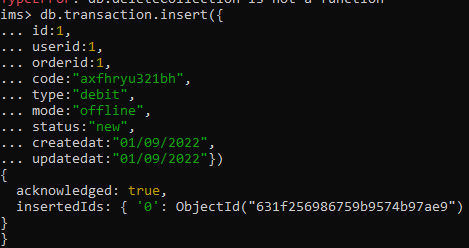 TypeError: db.deleteCollection is not a function
ims> db.transaction.insert({
... id:1,
... userid:1,
... orderid:1,
... code:"axfhryu321bh",
... type:"debit",
... mode:"offline",
... status:"new",
... createdat:"01/09/2022",
... updatedat:"01/09/2022"})
{
  acknowledged: true,
  insertedIds: { '0': ObjectId("631f256986759b9574b97ae9")
}
}